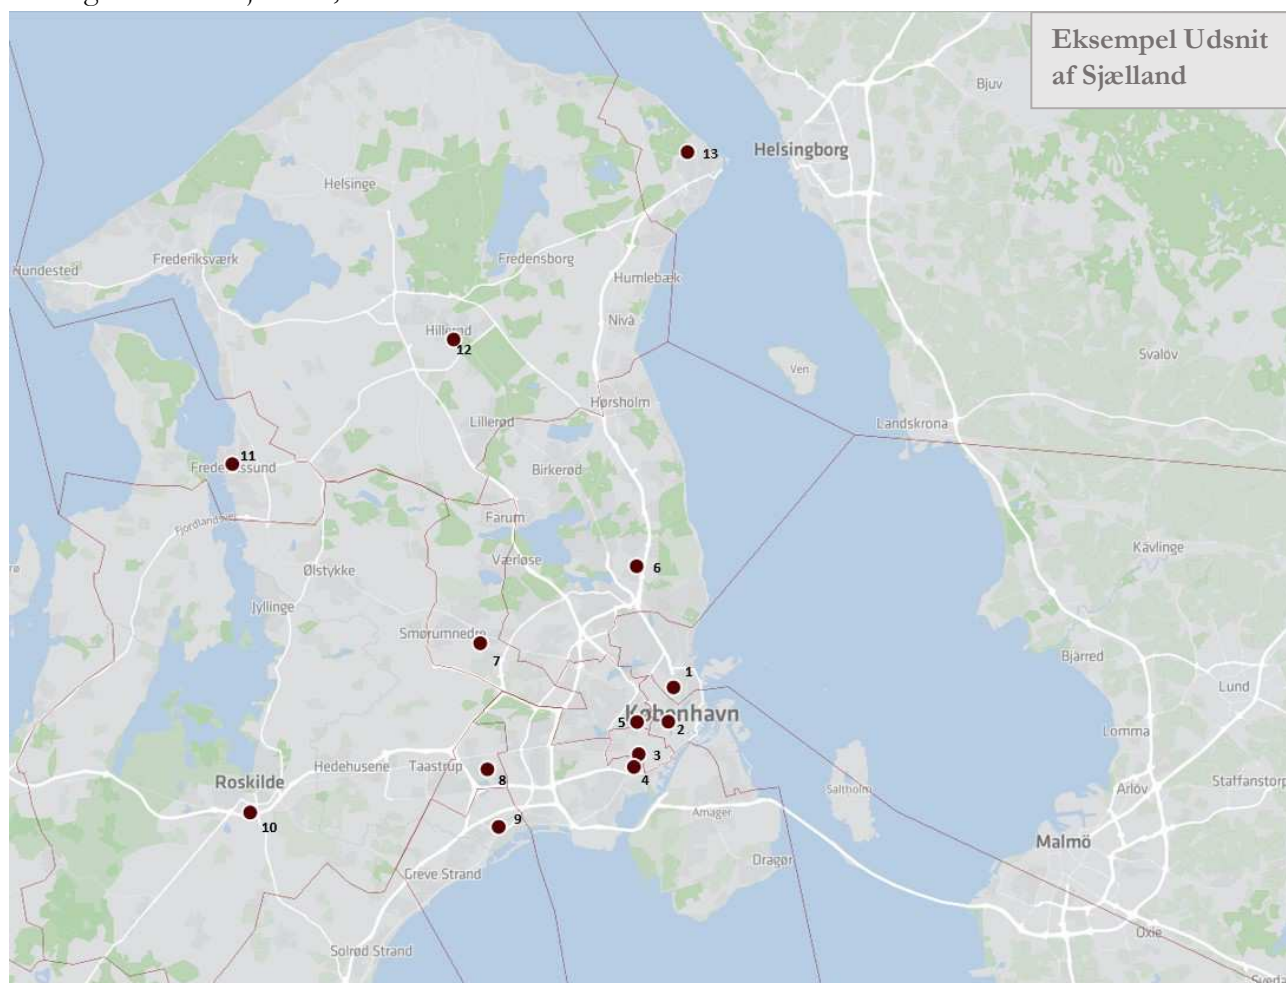 Eksempel Udsnit
af Sjælland
Bjuv
Helsingborg
13
Helsinge
Frederiksværk
Fredensborg
Hundested
Humlebæk
Nivå
Hillerød
12
Svalöv
Ven
Hørsholm
Landskrona
Lillerød
11
Frederikssund
Birkerød
Farum
Kävlinge
Værløse
6
Ølstykke
Jyllinge
Smørumnedre
7
Bjärred
1
Lund
5
København
2
Lomma
3
4
Hedehusene
Taastrup
8
Roskilde
Staffanstorp
Arlöv
Saltholm
10
9
Amager
Malmö
Dragør
Greve Strand
Oxie
Solrød Strand
Sveda